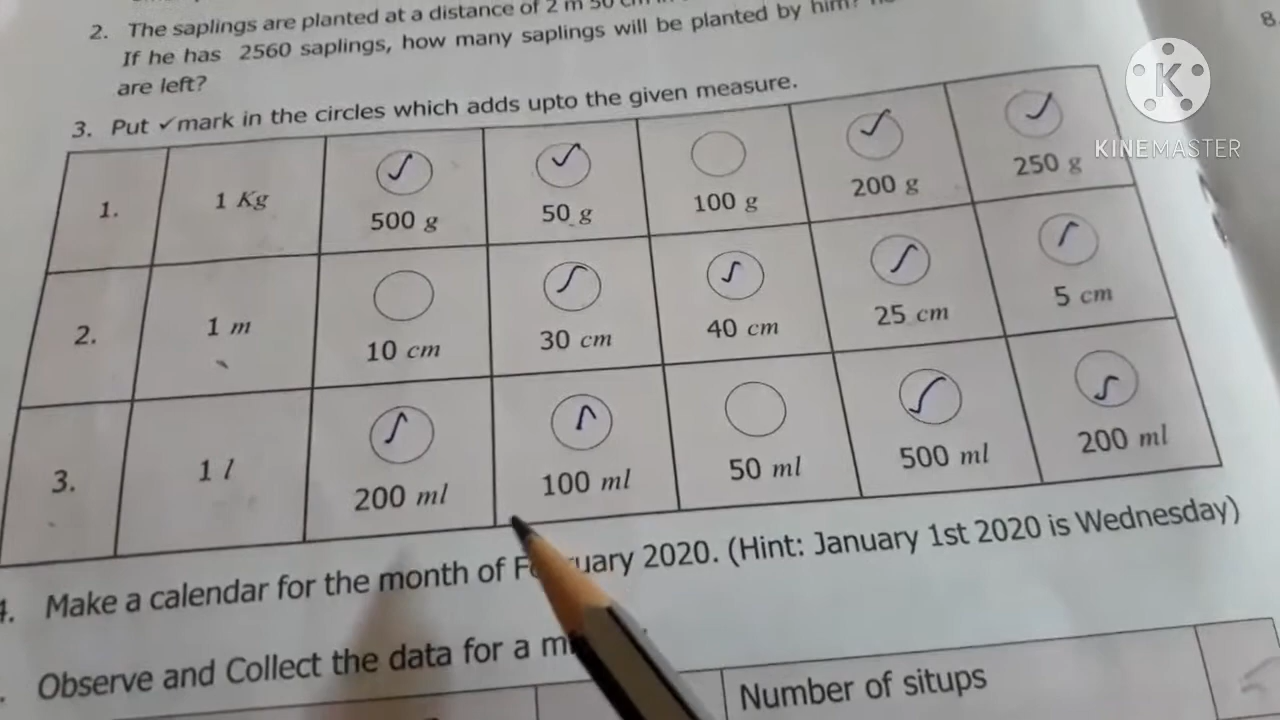 2. The saplings are planted at a distance of 2 m 50 cm
If he has 2560 saplings, how many saplings will be planted by him?
are left?
3. Put ✓mark in the circles which adds upto the given measure.
1. 1 Kg 500 g 50 g 100 g 200 g 250 g
2. 1 m 10 cm 30 cm 40 cm 25 cm 5 cm
3. 1 l 200 ml 100 ml 50 ml 500 ml 200 ml
4. Make a calendar for the month of February 2020. (Hint: January 1st 2020 is Wednesday)
Observe and Collect the data for a
Number of situps
8
K
KINEMASTER